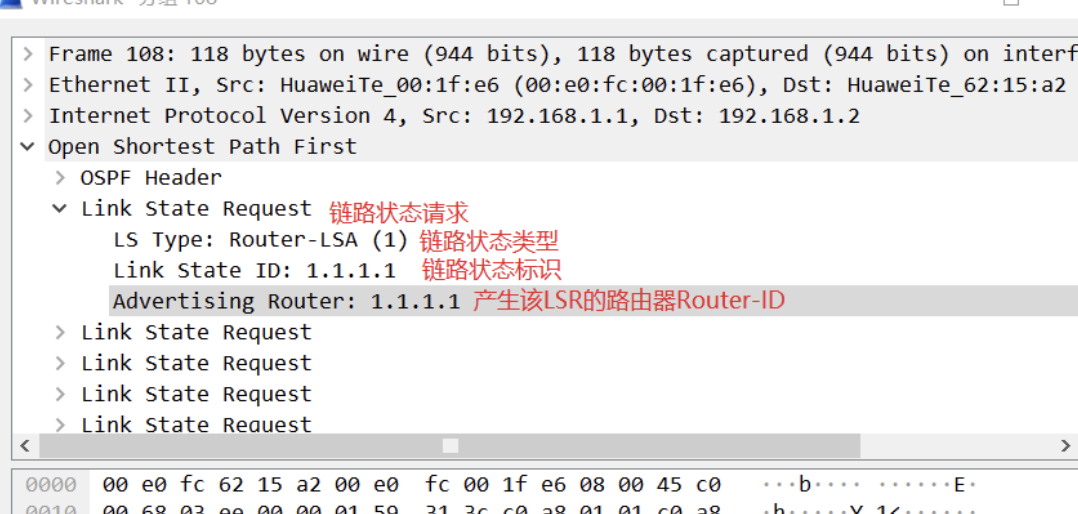 Wireshark · 分组 108
Frame 108: 118 bytes on wire (944 bits), 118 bytes captured (944 bits) on interf
Ethernet II, Src: HuaweiTe_00:1f:e6 (00:e0:fc:00:1f:e6), Dst: HuaweiTe_62:15:a2
Internet Protocol Version 4, Src: 192.168.1.1, Dst: 192.168.1.2
Open Shortest Path First
OSPF Header
Link State Request 链路状态请求
LS Type: Router-LSA (1) 链路状态类型
Link State ID: 1.1.1.1 链路状态标识
Advertising Router: 1.1.1.1 产生该LSR的路由器Router-ID
Link State Request
Link State Request
Link State Request
Link State Request
0000 00 e0 fc 62 15 a2 00 e0 fc 00 1f e6 08 00 45 c0 ···b···· ······E·
0010 00 68 03 ee 00 00 01 59 31 3c c0 a8 01 01 c0 a8 ·h·····Y 1<······